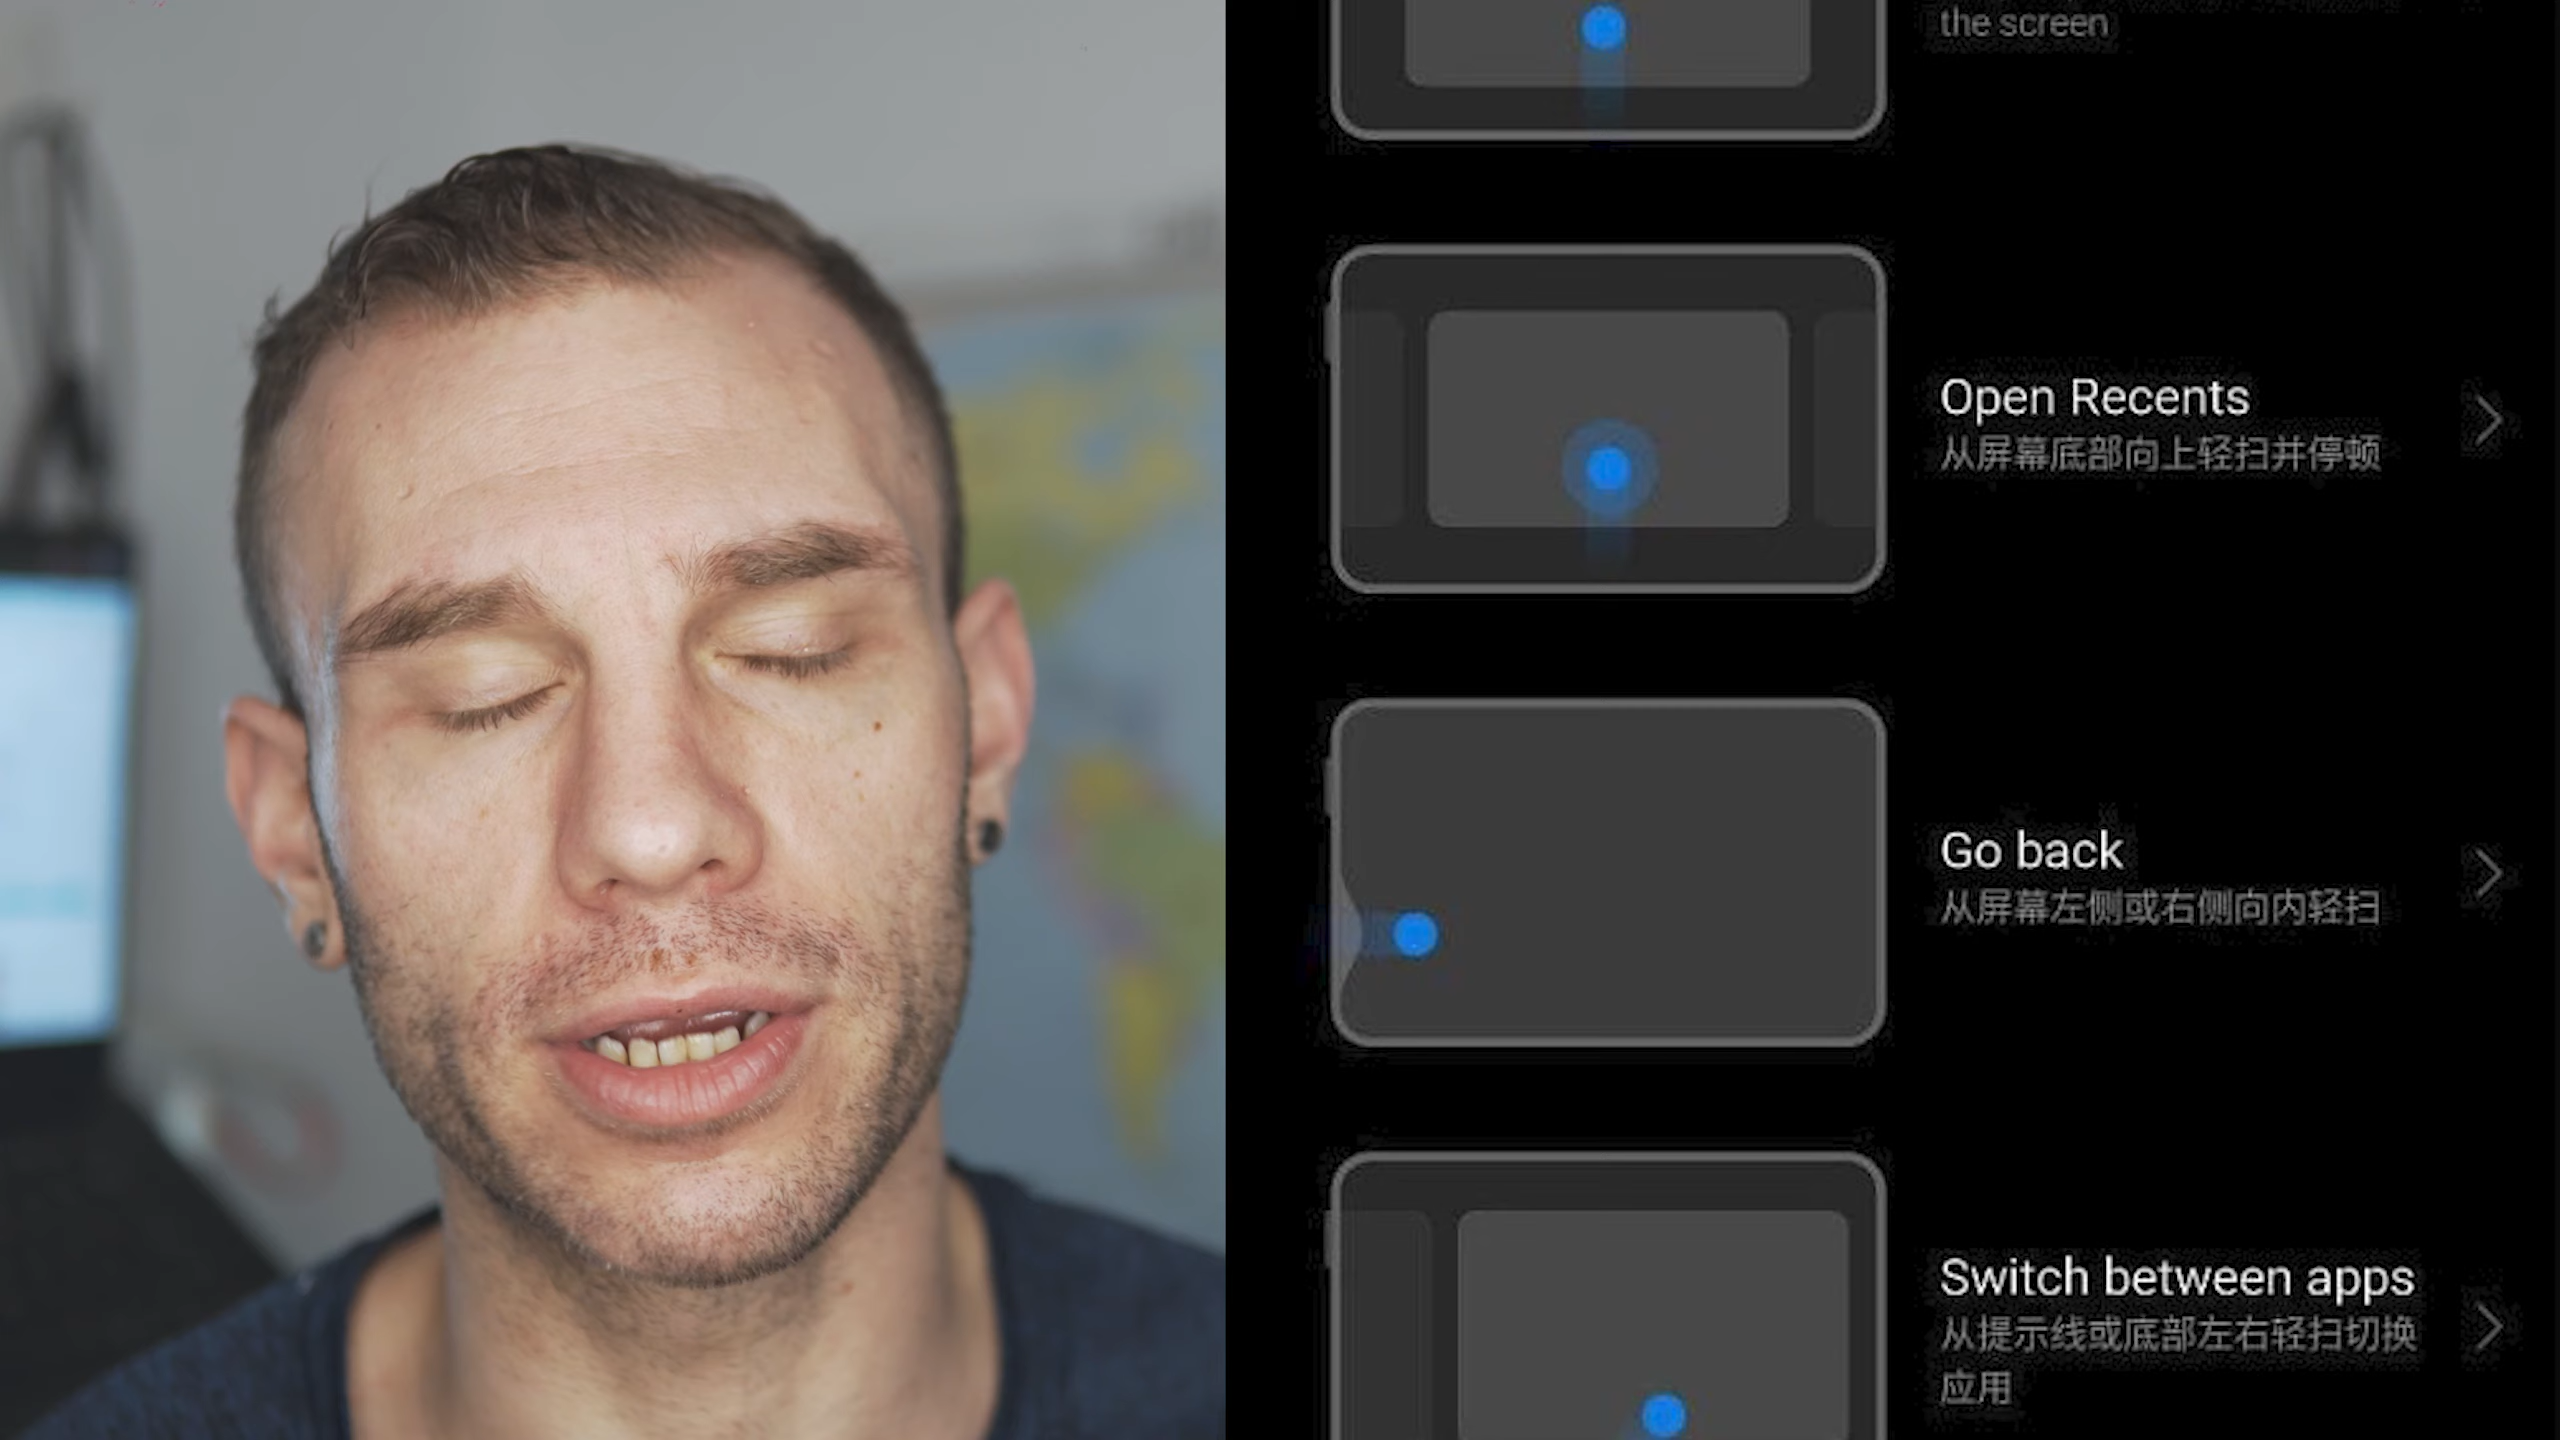 the screen
Open Recents
从屏幕底部向上轻扫并停顿
Go back
从屏幕左侧或右侧向内轻扫
Switch between apps
从提示线或底部左右轻扫切换
应用